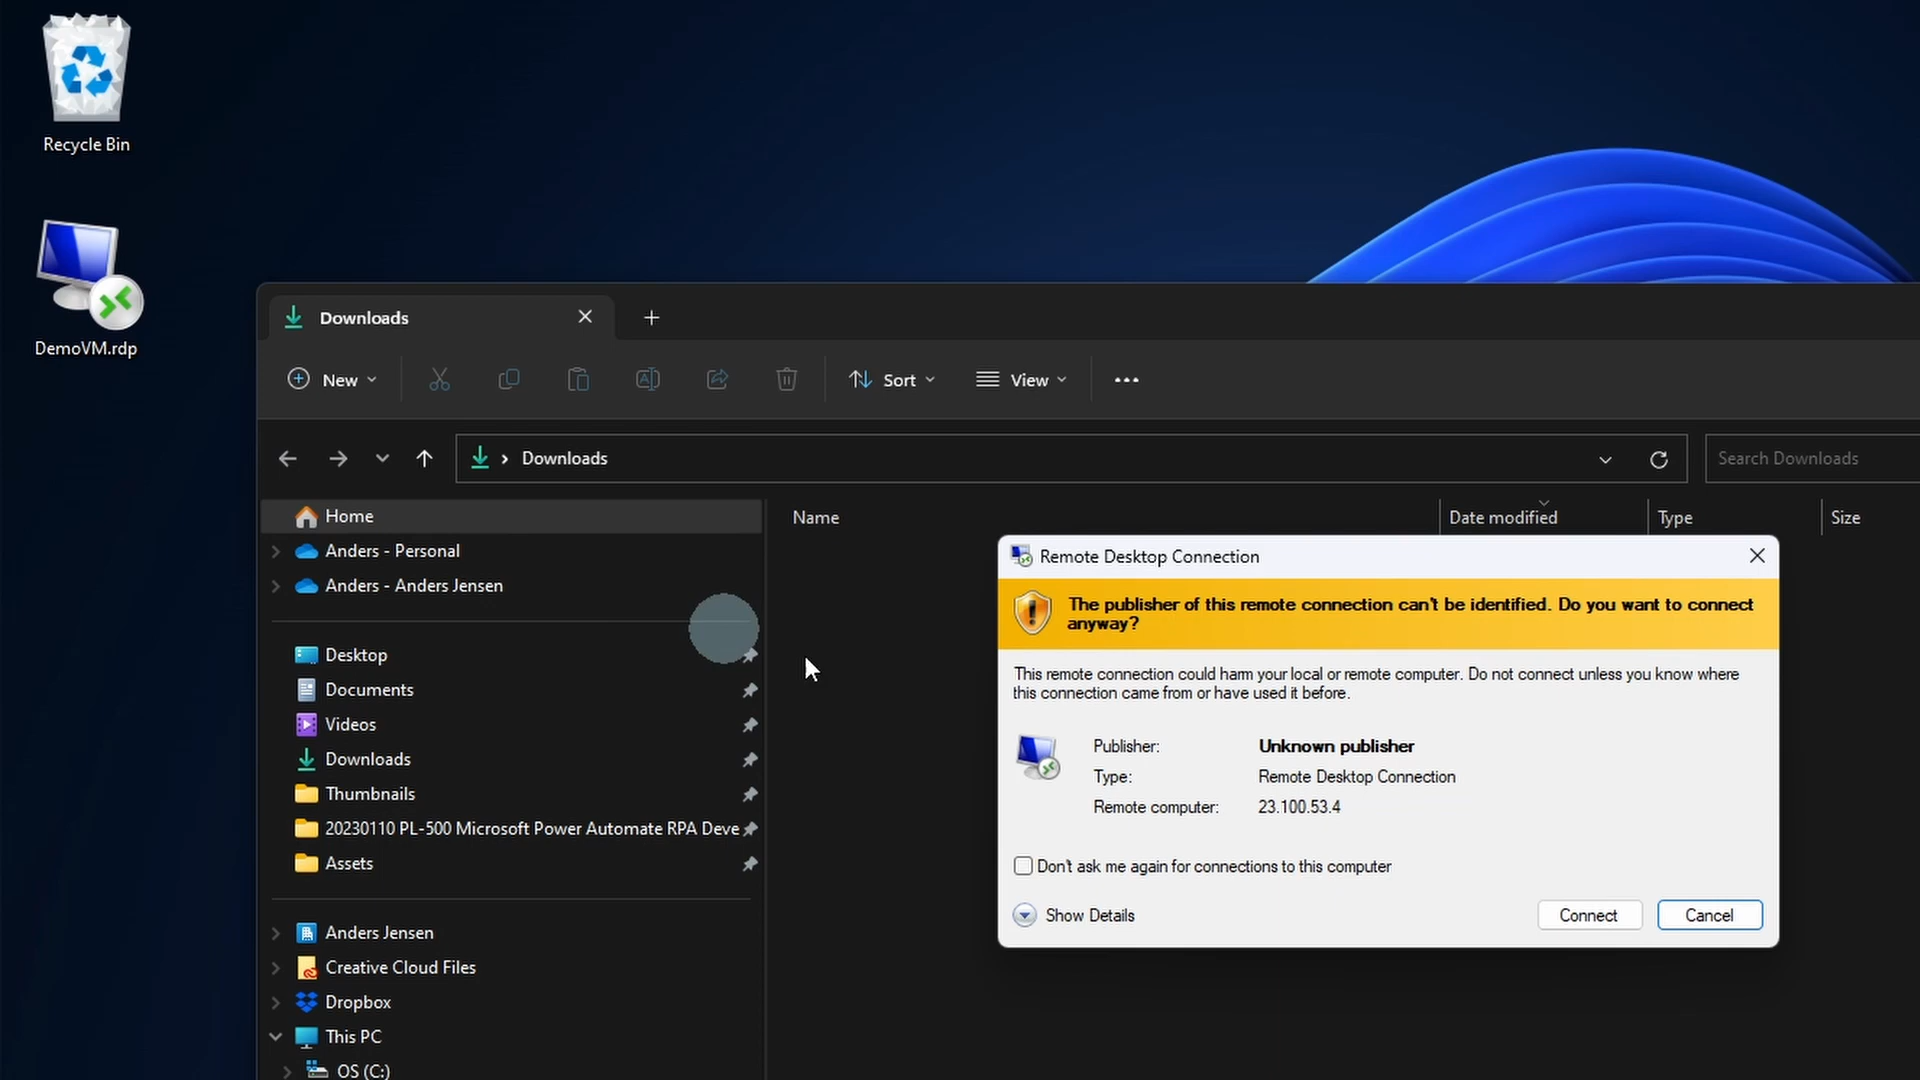 Recycle Bin
DemoVM.rdp
Downloads
New
Sort
View
Downloads
Search Downloads
Home
Anders - Personal
Anders - Anders Jensen
Desktop
Documents
Videos
Downloads
Thumbnails
20230110 PL-500 Microsoft Power Automate RPA Deve
Assets
Anders Jensen
Creative Cloud Files
Dropbox
This PC
OS (C:)
Name
Date modified
Type
Size
Remote Desktop Connection
The publisher of this remote connection can't be identified. Do you want to connect
anyway?
This remote connection could harm your local or remote computer. Do not connect unless you know where
this connection came from or have used it before.
Publisher: Unknown publisher
Type: Remote Desktop Connection
Remote computer: 23.100.53.4
Don't ask me again for connections to this computer
Show Details
Connect
Cancel